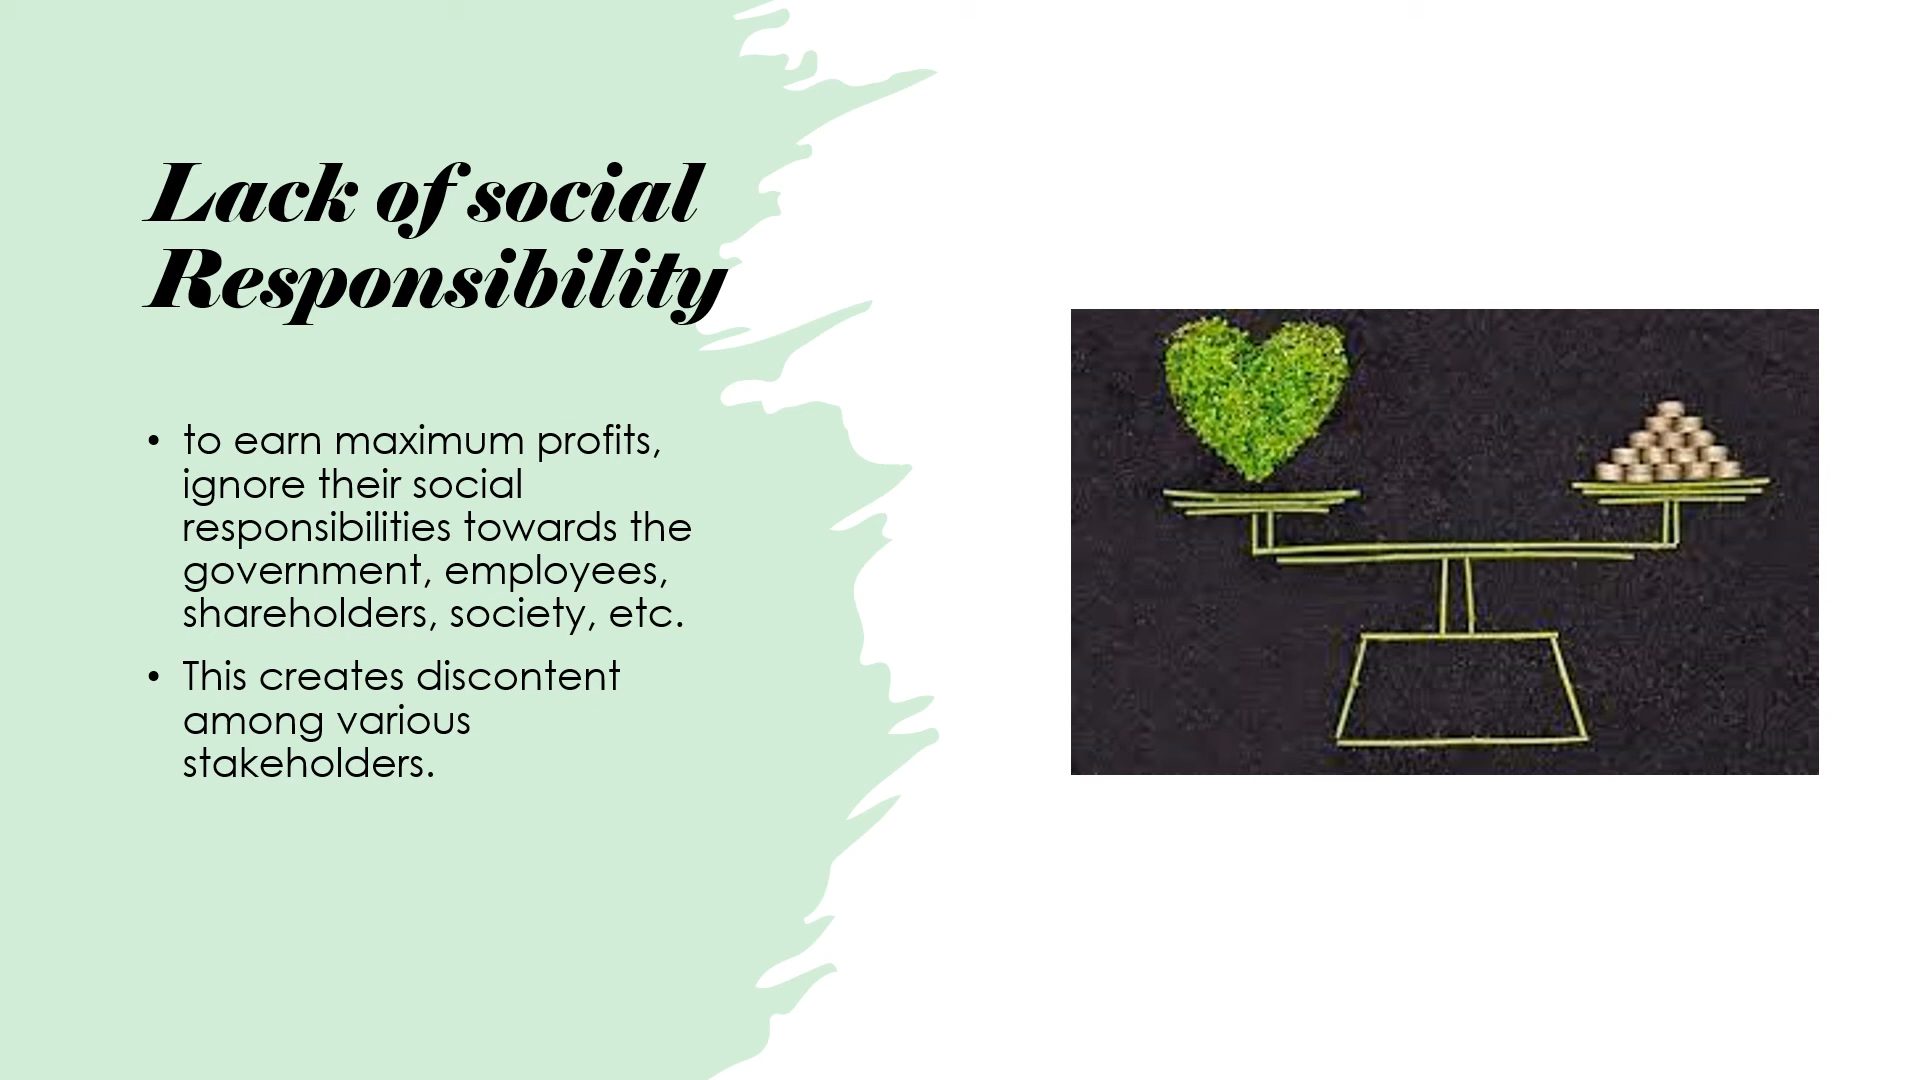 Lack of social
Responsibility
• to earn maximum profits,
ignore their social
responsibilities towards the
government, employees,
shareholders, society, etc.
• This creates discontent
among various
stakeholders.